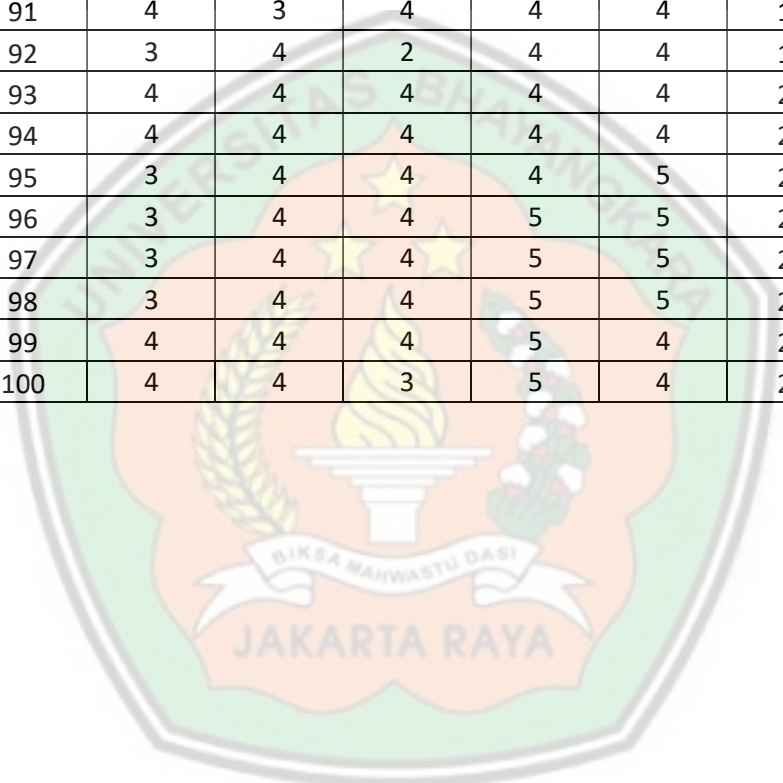 91 4 3 4 4 4
92 3 4 2 4 4
93 4 4 4 4 4
94 4 4 4 4 4
95 3 4 4 4 5
96 3 4 4 5 5
97 3 4 4 5 5
98 3 4 4 5 5
99 4 4 4 5 4
100 4 4 3 5 4
UNIVERSITAS BHAYANGKARA
BIKSA MAHWASTU DASI
JAKARTA RAYA